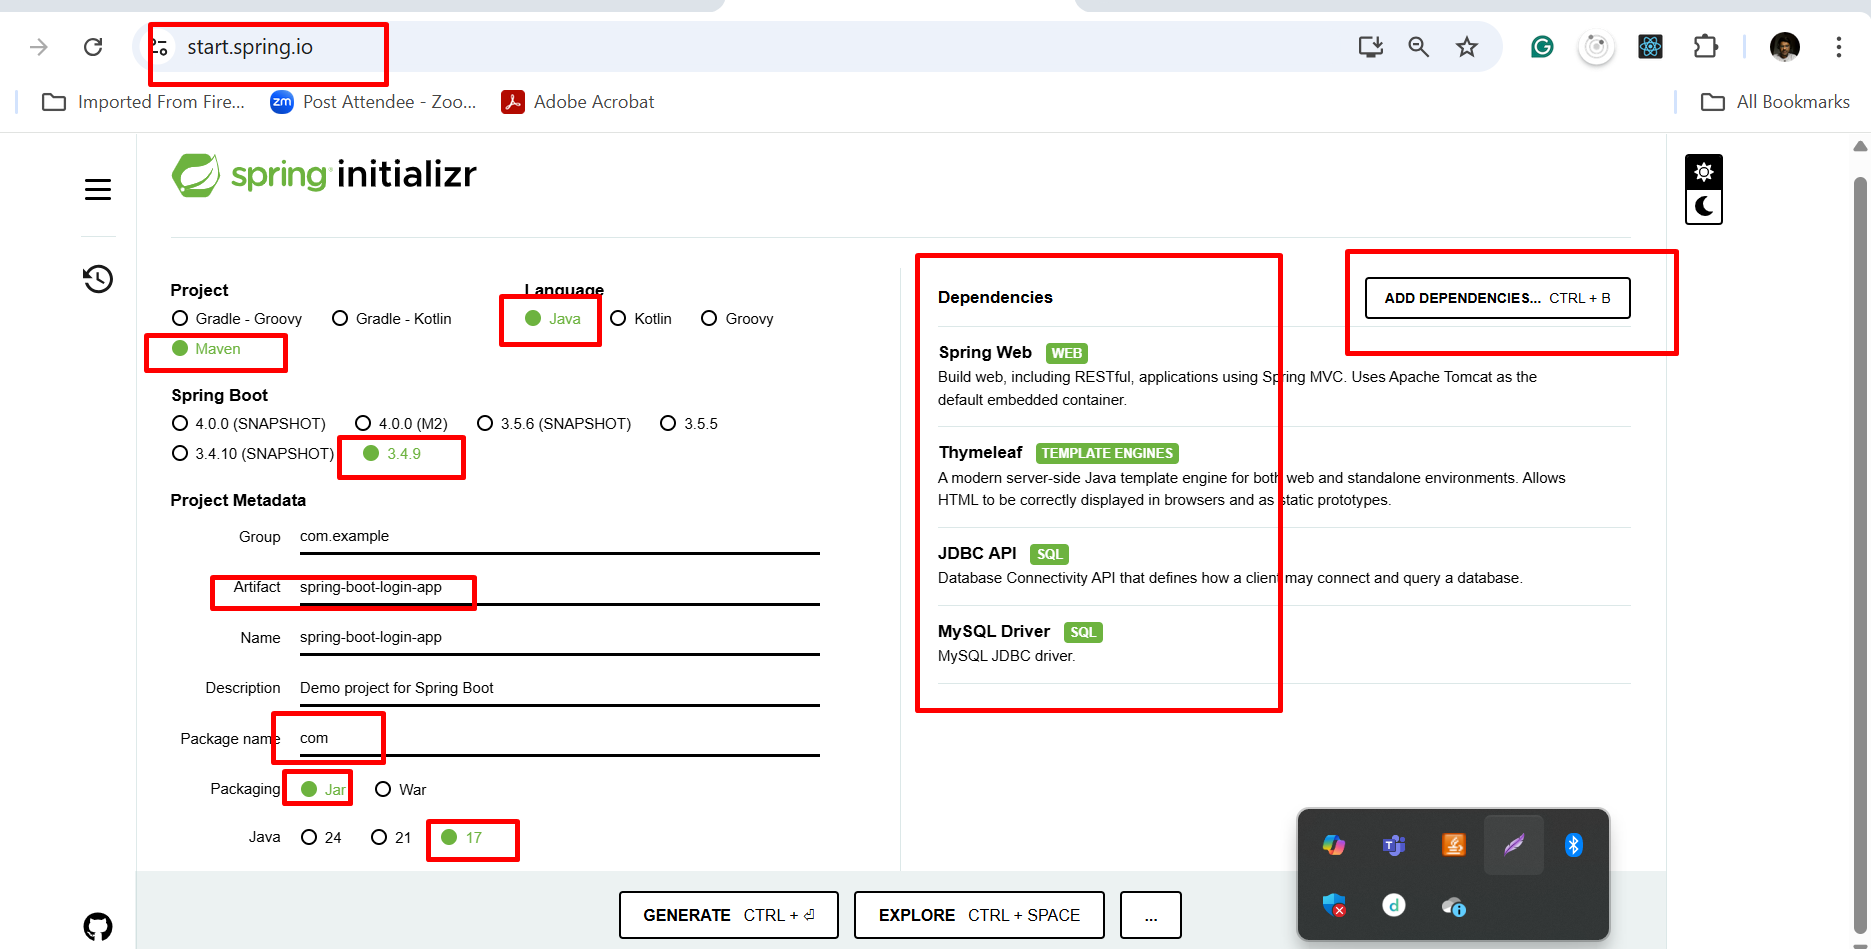 start.spring.io
Imported From Fire...
zm
Post Attendee - Zoo...
Adobe Acrobat
All Bookmarks
spring initializr
Project
Gradle - Groovy
Gradle - Kotlin
Maven
Language
Java
Kotlin
Groovy
Spring Boot
4.0.0 (SNAPSHOT)
4.0.0 (M2)
3.5.6 (SNAPSHOT)
3.5.5
3.4.10 (SNAPSHOT)
3.4.9
Project Metadata
Group com.example
Artifact spring-boot-login-app
Name spring-boot-login-app
Description Demo project for Spring Boot
Package name com
Packaging Jar War
Java 24 21 17
Dependencies
ADD DEPENDENCIES... CTRL + B
Spring Web WEB
Build web, including RESTful, applications using Spring MVC. Uses Apache Tomcat as the
default embedded container.
Thymeleaf TEMPLATE ENGINES
A modern server-side Java template engine for both web and standalone environments. Allows
HTML to be correctly displayed in browsers and as static prototypes.
JDBC API SQL
Database Connectivity API that defines how a client may connect and query a database.
MySQL Driver SQL
MySQL JDBC driver.
GENERATE CTRL + ⏎
EXPLORE CTRL + SPACE
...